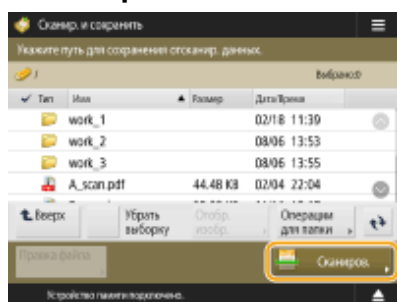 Сканир. и сохранить
Укажите путь для сохранения отсканир. данных.
/ Выбрано:0
Тип Имя ▲ Размер Дата/Время
work_1 02/18 11:39
work_2 08/06 13:53
work_3 08/06 13:55
A_scan.pdf 44.48 KB 02/04 22:04
Вверх Убрать выборку Отобр. изобр. Операции для папки
Правка файла Сканиров.
Устройство памяти подключено.